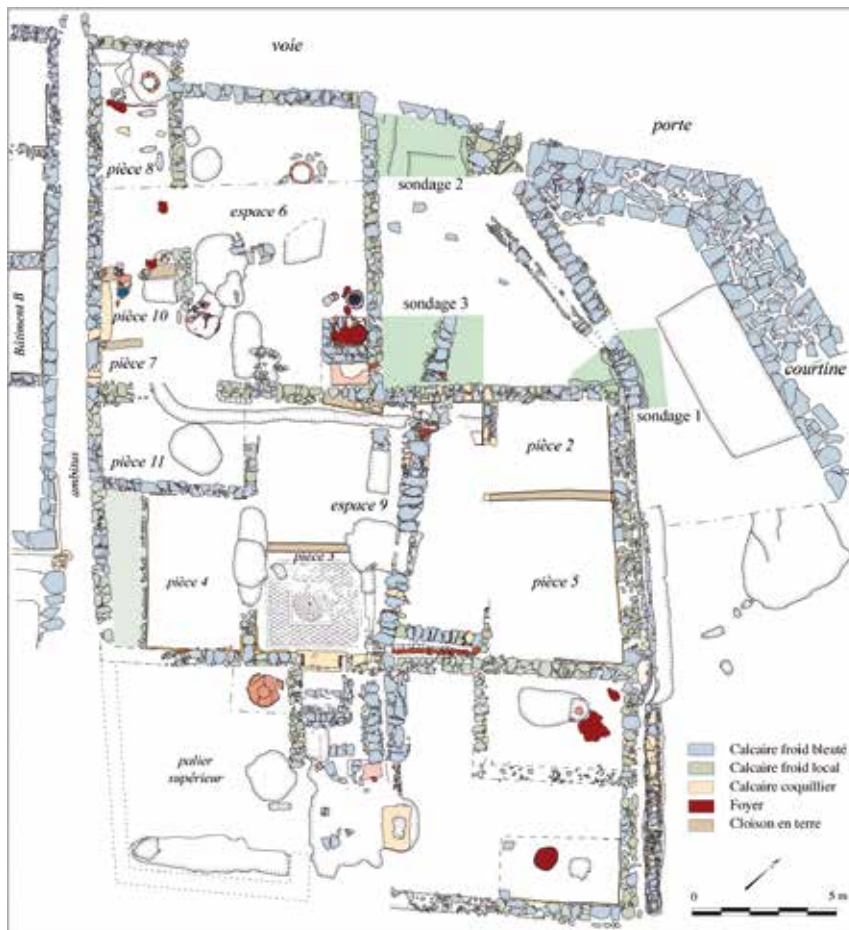 voie
porte
pièce 8
sondage 2
espace 6
sondage 3
pièce 10
Bâtiment B
pièce 7
courtine
sondage 1
pièce 2
pièce 11
ambitus
espace 9
pièce 3
pièce 4
pièce 5
palier
supérieur
Calcaire froid bleuté
Calcaire froid local
Calcaire coquillier
Foyer
Cloison en terre
0 5 m